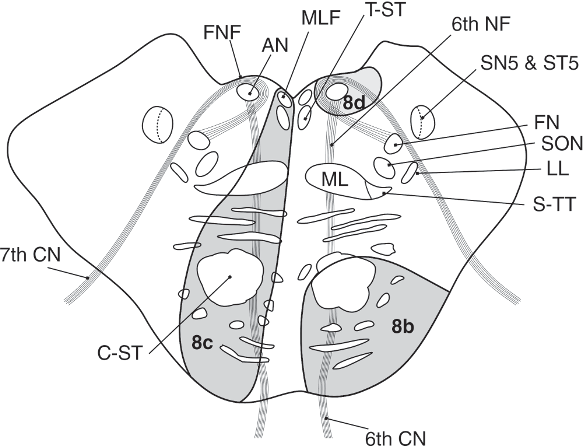 T-ST
MLF
6th NF
FNF
AN
SN5 & ST5
8d
FN
SON
LL
ML
S-TT
7th CN
8b
8c
C-ST
6th CN